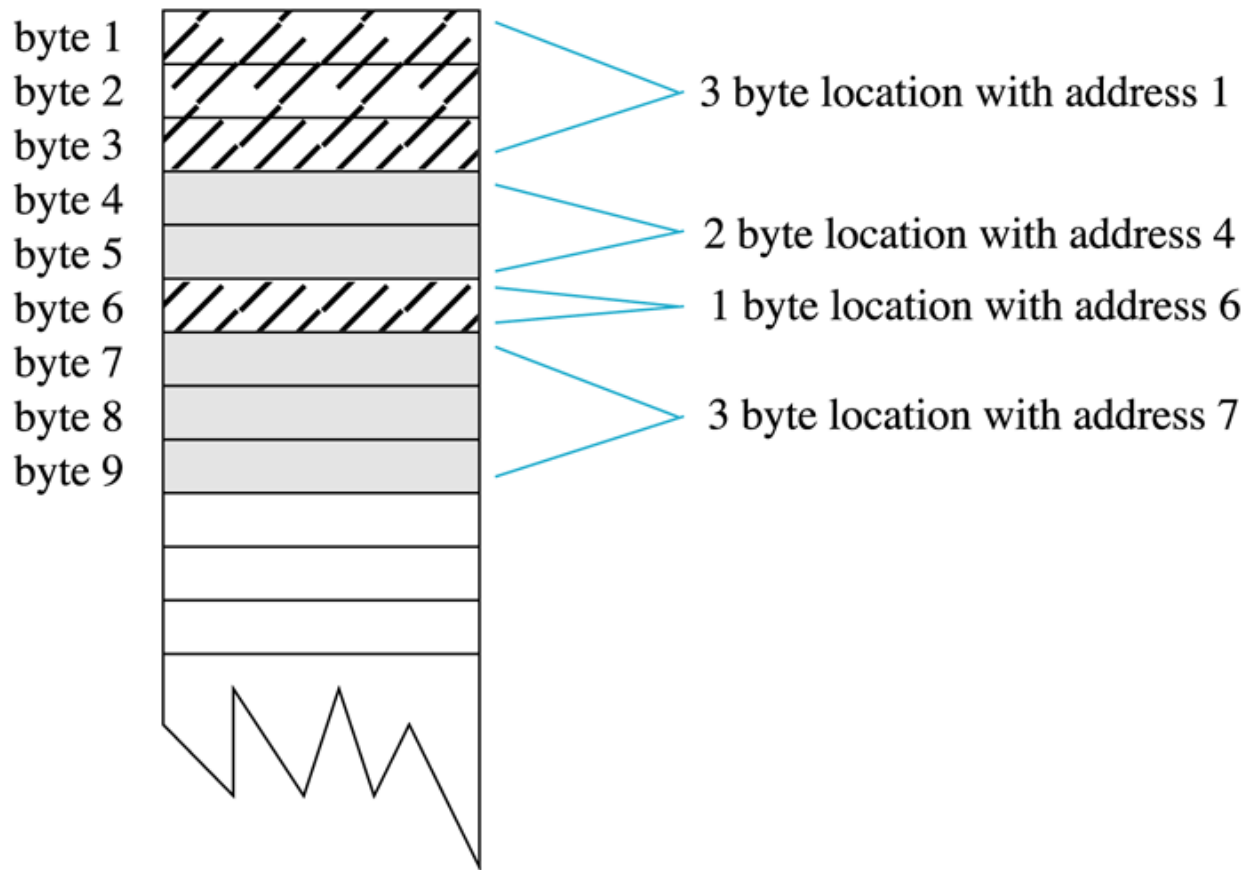 byte 1
byte 2
byte 3
byte 4
byte 5
byte 6
byte 7
byte 8
byte 9
3 byte location with address 1
2 byte location with address 4
1 byte location with address 6
3 byte location with address 7